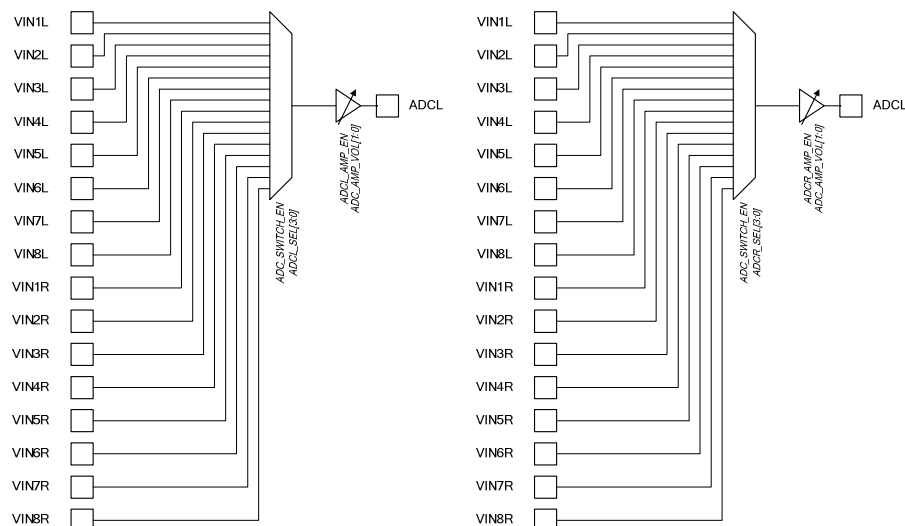 VIN1L
VIN2L
VIN3L
VIN4L
VIN5L
VIN6L
VIN7L
VIN8L
VIN1R
VIN2R
VIN3R
VIN4R
VIN5R
VIN6R
VIN7R
VIN8R
ADC_SWITCH_EN
ADCL_SEL[3:0]
ADCL_AMP_EN
ADC_AMP_VOL[1:0]
ADCL
VIN1L
VIN2L
VIN3L
VIN4L
VIN5L
VIN6L
VIN7L
VIN8L
VIN1R
VIN2R
VIN3R
VIN4R
VIN5R
VIN6R
VIN7R
VIN8R
ADC_SWITCH_EN
ADCR_SEL[3:0]
ADCR_AMP_EN
ADC_AMP_VOL[1:0]
ADCL